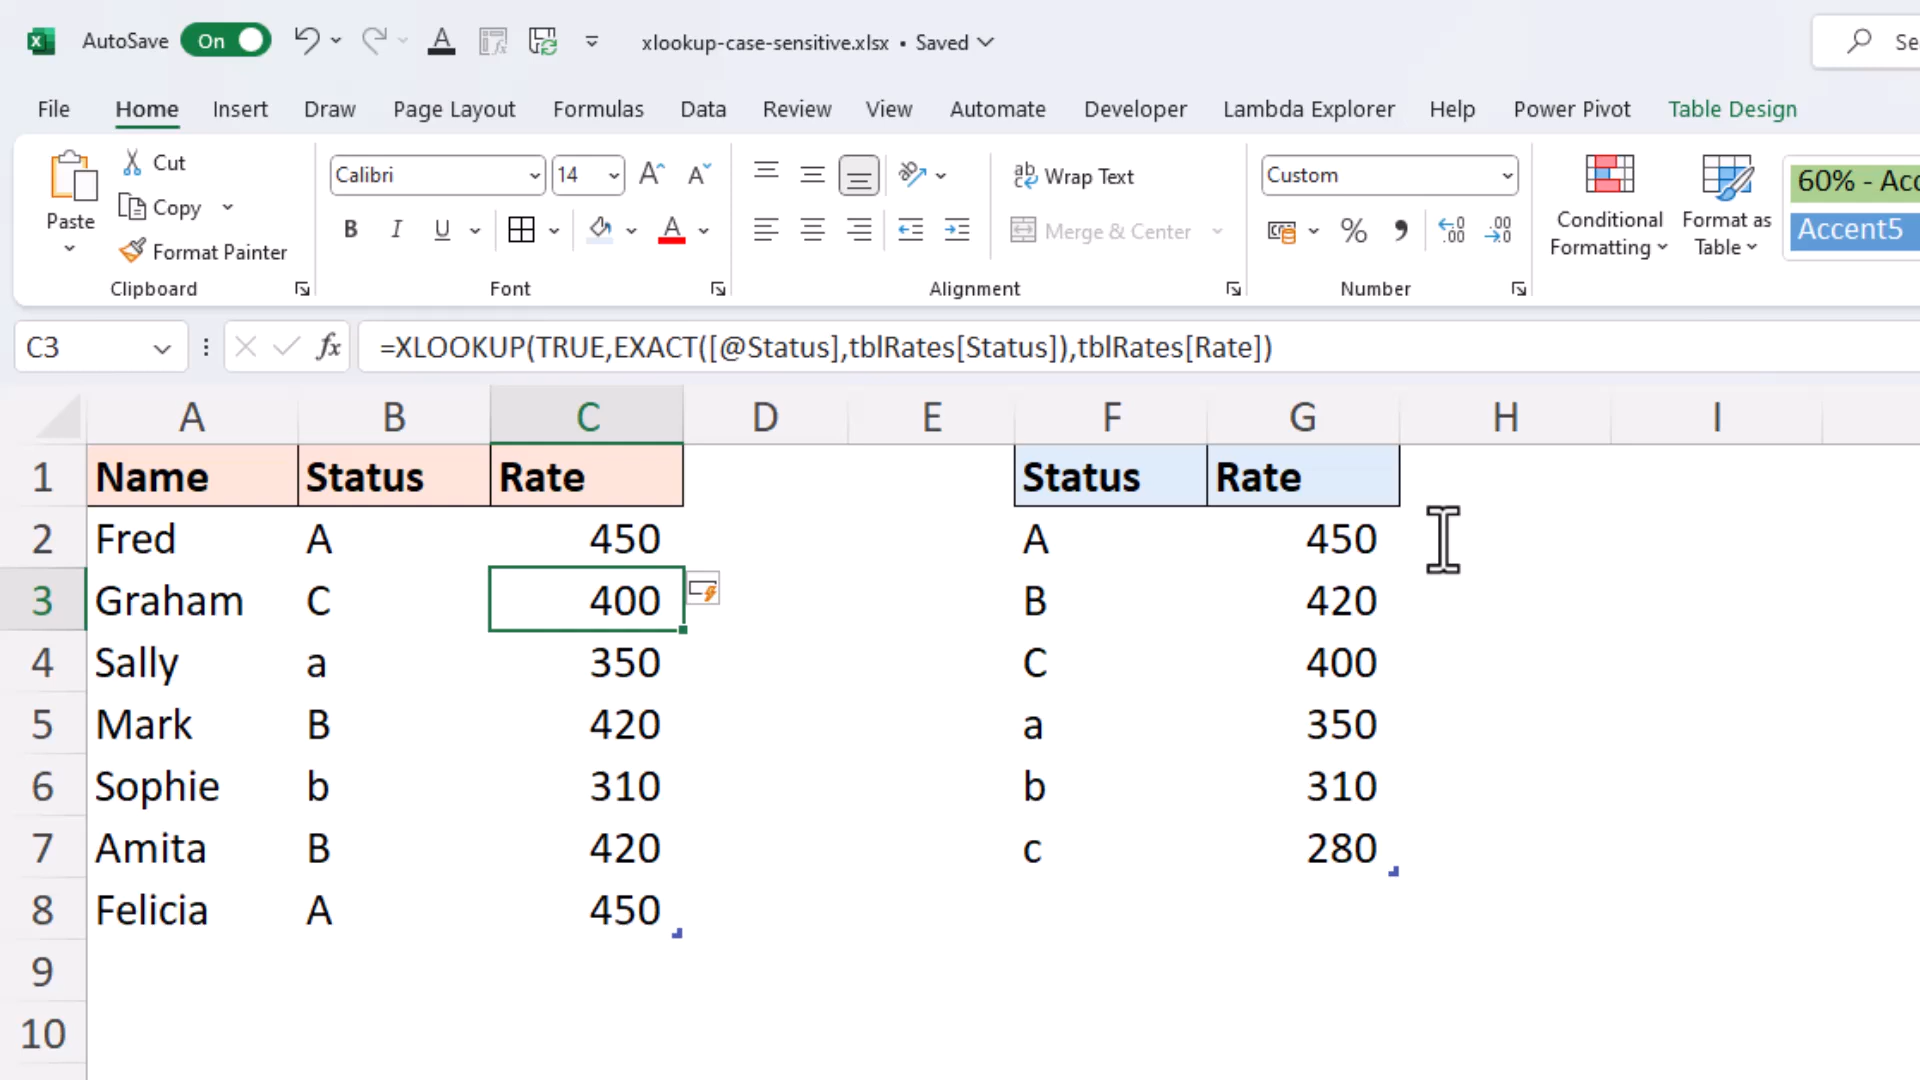 AutoSave On xlookup-case-sensitive.xlsx • Saved
File Home Insert Draw Page Layout Formulas Data Review View Automate Developer Lambda Explorer Help Power Pivot Table Design
Paste
Cut
Copy
Format Painter
Clipboard
Calibri 14
B I U
Font
ab Wrap Text
Merge & Center
Alignment
Custom
%
Number
Conditional Formatting
Format as Table
60% - Acc
Accent5
C3 fx =XLOOKUP(TRUE,EXACT([@Status],tblRates[Status]),tblRates[Rate])
A B C D E F G H I
1 Name Status Rate Status Rate
2 Fred A 450 A 450
3 Graham C 400 B 420
4 Sally a 350 C 400
5 Mark B 420 a 350
6 Sophie b 310 b 310
7 Amita B 420 c 280
8 Felicia A 450
9
10